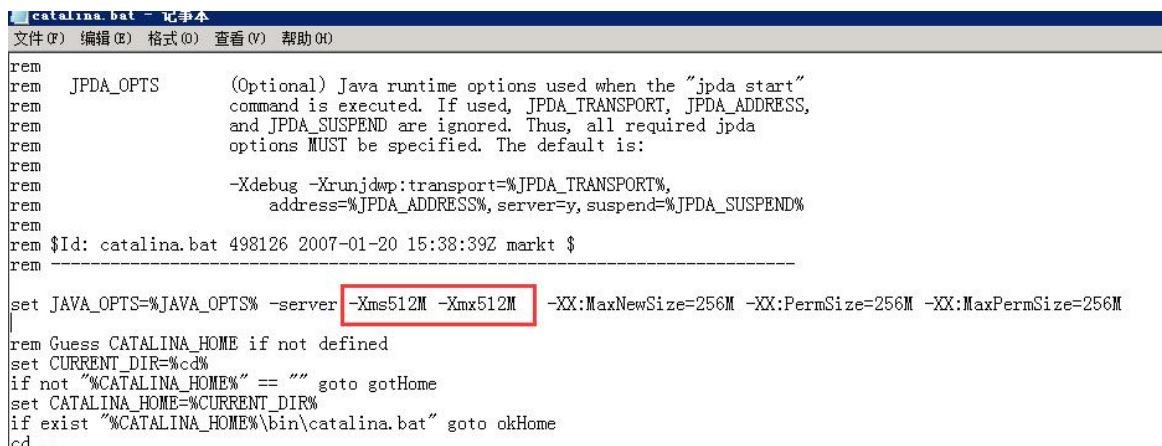 catalina.bat - 记事本
文件(F) 编辑(E) 格式(O) 查看(V) 帮助(H)
rem
rem JPDA_OPTS (Optional) Java runtime options used when the "jpda start"
rem command is executed. If used, JPDA_TRANSPORT, JPDA_ADDRESS,
rem and JPDA_SUSPEND are ignored. Thus, all required jpda
rem options MUST be specified. The default is:
rem
rem -Xdebug -Xrunjdwp:transport=%JPDA_TRANSPORT%,
rem address=%JPDA_ADDRESS%,server=y,suspend=%JPDA_SUSPEND%
rem
rem $Id: catalina.bat 498126 2007-01-20 15:38:39Z markt $
rem ---------------------------------------------------------------------------
set JAVA_OPTS=%JAVA_OPTS% -server -Xms512M -Xmx512M -XX:MaxNewSize=256M -XX:PermSize=256M -XX:MaxPermSize=256M
rem Guess CATALINA_HOME if not defined
set CURRENT_DIR=%cd%
if not "%CATALINA_HOME%" == "" goto gotHome
set CATALINA_HOME=%CURRENT_DIR%
if exist "%CATALINA_HOME%\bin\catalina.bat" goto okHome
cd